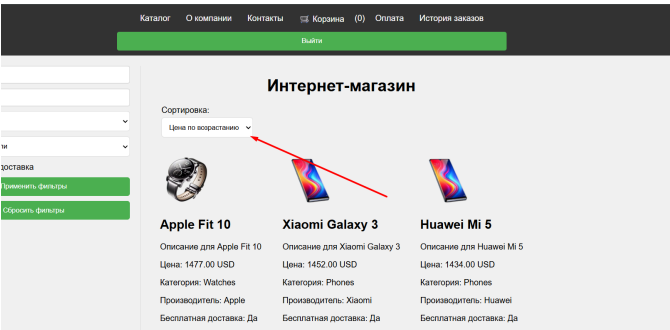 Каталог О компании Контакты Корзина (0) Оплата История заказов
Выйти
Интернет-магазин
Сортировка:
Цена по возрастанию
доставка
Применить фильтры
Сбросить фильтры
Apple Fit 10 Xiaomi Galaxy 3 Huawei Mi 5
Описание для Apple Fit 10 Описание для Xiaomi Galaxy 3 Описание для Huawei Mi 5
Цена: 1477.00 USD Цена: 1452.00 USD Цена: 1434.00 USD
Категория: Watches Категория: Phones Категория: Phones
Производитель: Apple Производитель: Xiaomi Производитель: Huawei
Бесплатная доставка: Да Бесплатная доставка: Да Бесплатная доставка: Да